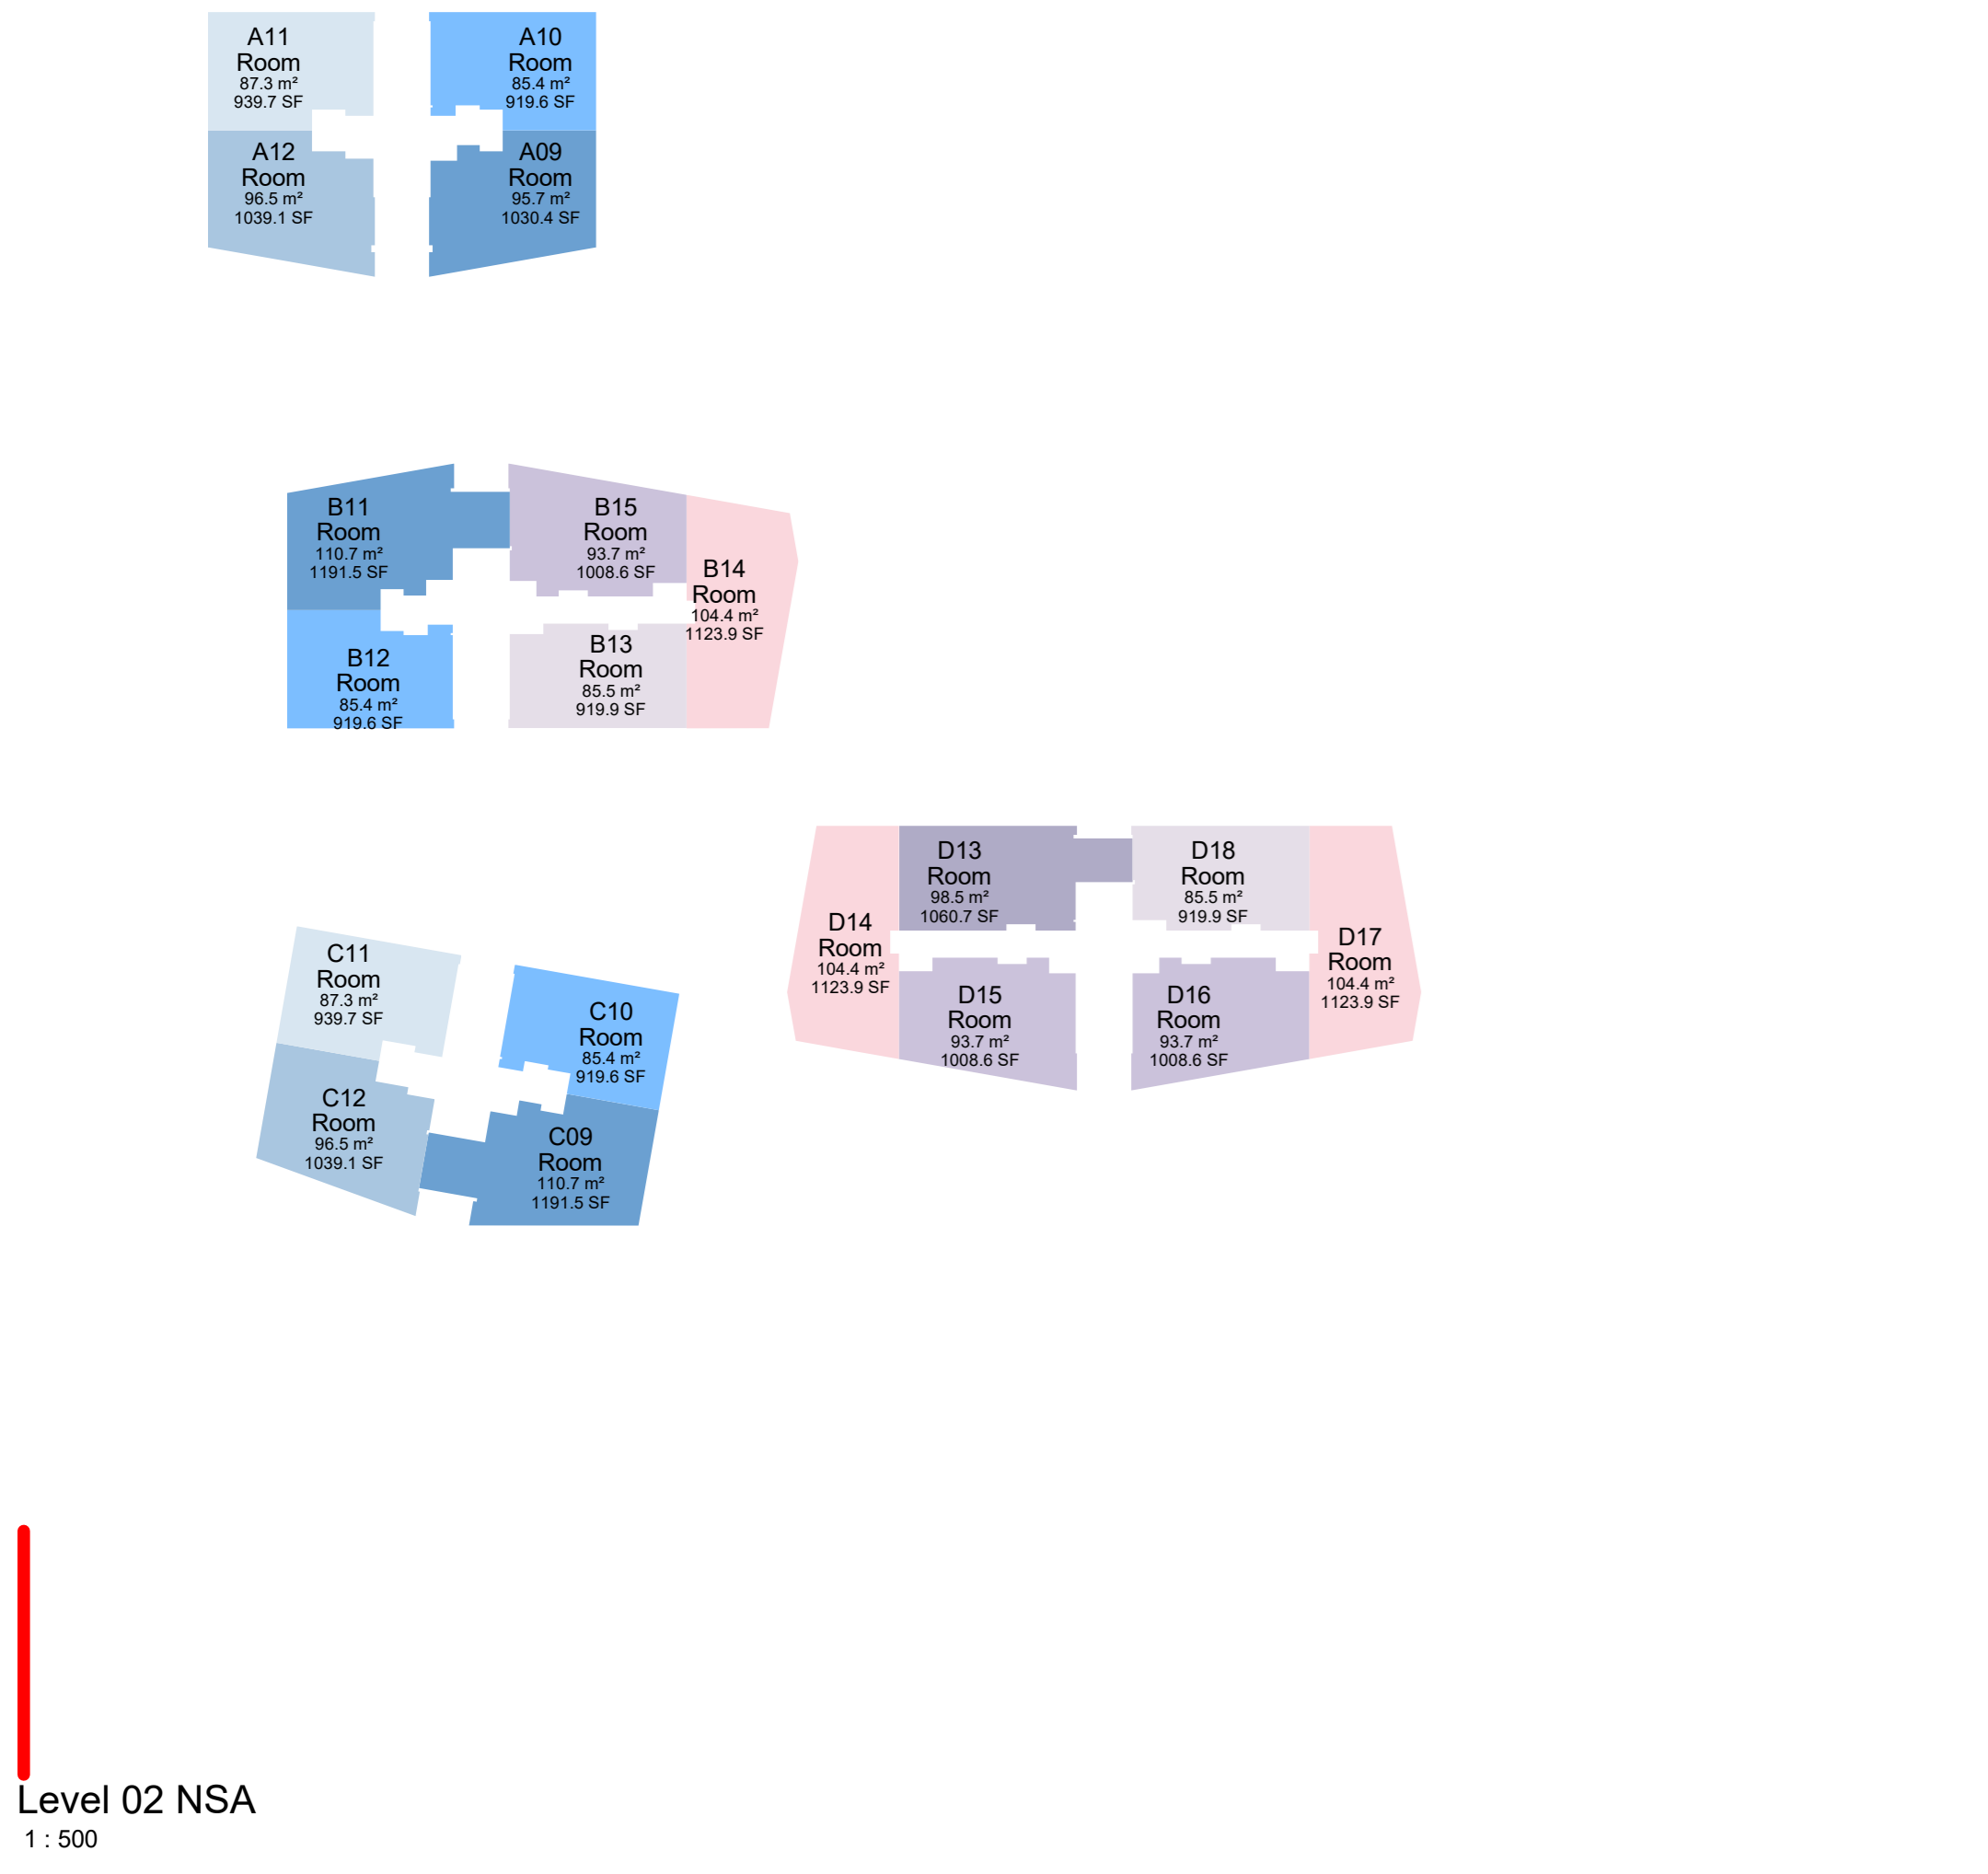 A11
Room
87.3 m²
939.7 SF
A10
Room
85.4 m²
919.6 SF
A12
Room
96.5 m²
1039.1 SF
A09
Room
95.7 m²
1030.4 SF
B11
Room
110.7 m²
1191.5 SF
B15
Room
93.7 m²
1008.6 SF
B14
Room
104.4 m²
1123.9 SF
B12
Room
85.4 m²
919.6 SF
B13
Room
85.5 m²
919.9 SF
D13
Room
98.5 m²
1060.7 SF
D18
Room
85.5 m²
919.9 SF
D14
Room
104.4 m²
1123.9 SF
D17
Room
104.4 m²
1123.9 SF
D15
Room
93.7 m²
1008.6 SF
D16
Room
93.7 m²
1008.6 SF
C11
Room
87.3 m²
939.7 SF
C10
Room
85.4 m²
919.6 SF
C12
Room
96.5 m²
1039.1 SF
C09
Room
110.7 m²
1191.5 SF
Level 02 NSA
1 : 500